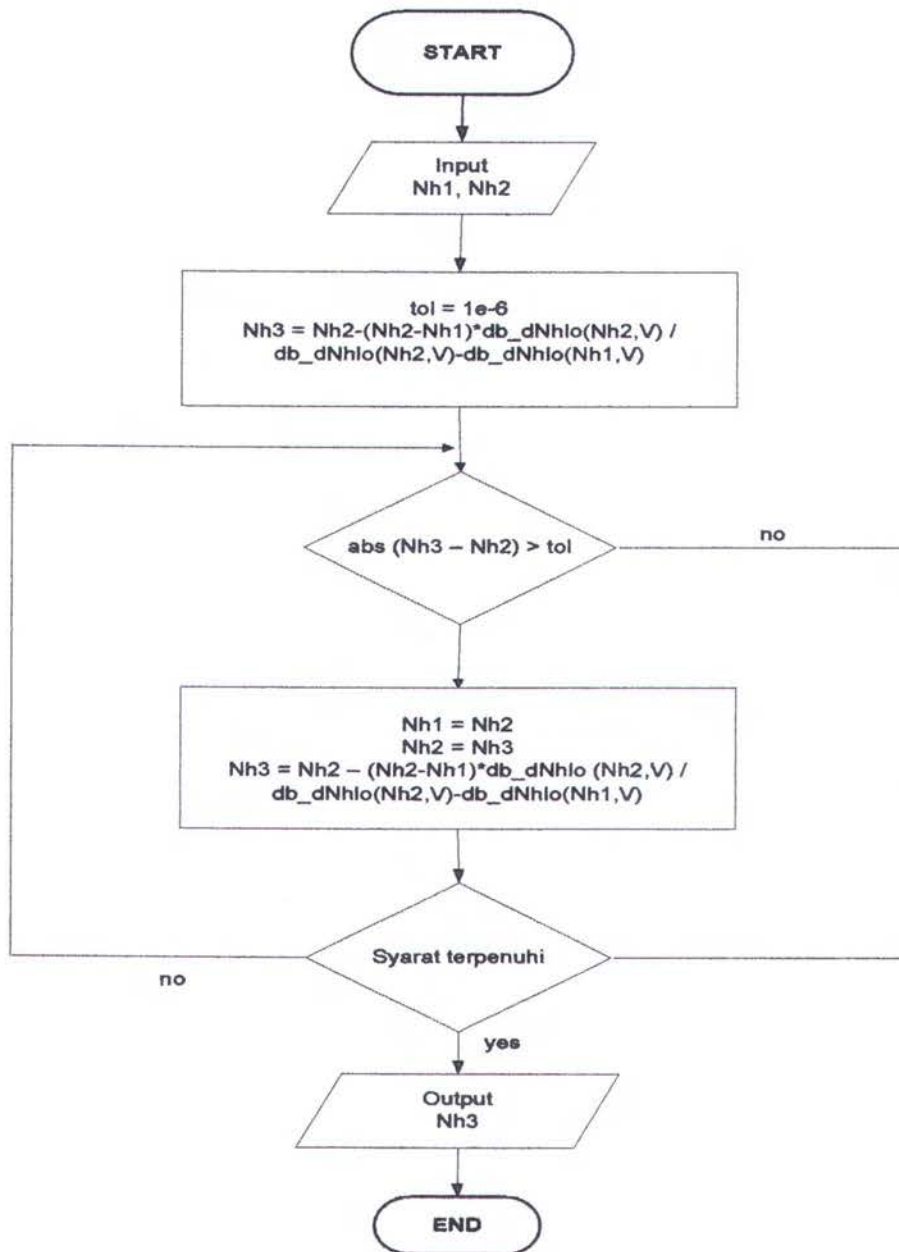 START
Input
Nh1, Nh2
tol = 1e-6
Nh3 = Nh2-(Nh2-Nh1)*db_dNhlo(Nh2,V) /
db_dNhlo(Nh2,V)-db_dNhlo(Nh1,V)
abs (Nh3 – Nh2) > tol
no
Nh1 = Nh2
Nh2 = Nh3
Nh3 = Nh2 – (Nh2-Nh1)*db_dNhlo (Nh2,V) /
db_dNhlo(Nh2,V)-db_dNhlo(Nh1,V)
Syarat terpenuhi
no
yes
Output
Nh3
END